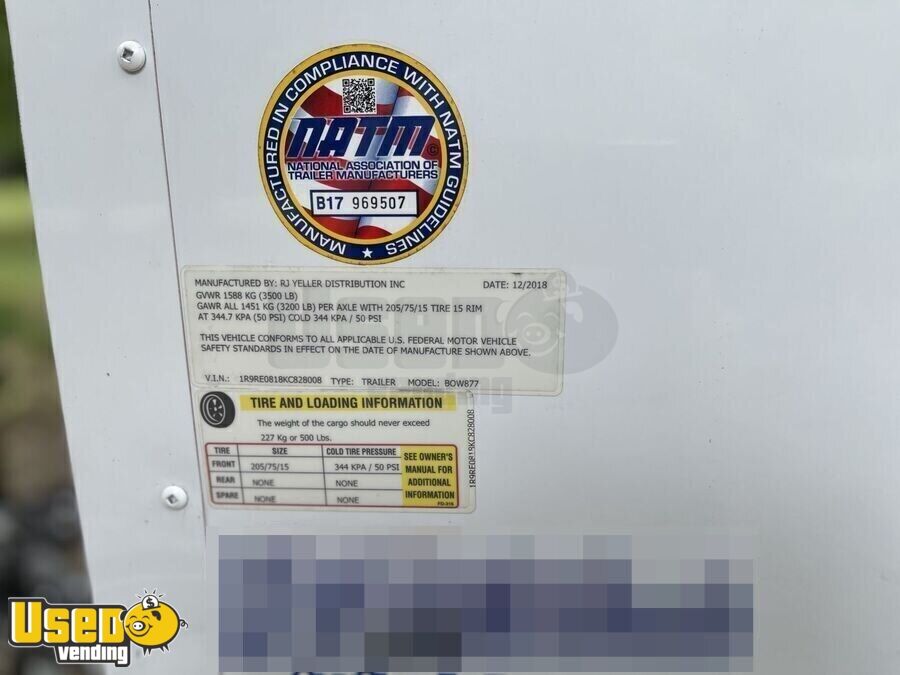 MANUFACTURED IN COMPLIANCE WITH NATM GUIDELINES
NATM
NATIONAL ASSOCIATION OF
TRAILER MANUFACTURERS
B17 969507
MANUFACTURED BY: RJ YELLER DISTRIBUTION INC DATE: 12/2018
GVWR 1588 KG (3500 LB)
GAWR ALL 1451 KG (3200 LB) PER AXLE WITH 205/75/15 TIRE 15 RIM
AT 344.7 KPA (50 PSI) COLD 344 KPA / 50 PSI
THIS VEHICLE CONFORMS TO ALL APPLICABLE U.S. FEDERAL MOTOR VEHICLE
SAFETY STANDARDS IN EFFECT ON THE DATE OF MANUFACTURE SHOWN ABOVE.
V.I.N.: 1R9RE0818KC828008 TYPE: TRAILER MODEL: BOW877
TIRE AND LOADING INFORMATION
The weight of the cargo should never exceed
227 Kg or 500 Lbs.
TIRE SIZE COLD TIRE PRESSURE
FRONT 205/75/15 344 KPA / 50 PSI
REAR NONE NONE
SPARE NONE NONE
SEE OWNER'S
MANUAL FOR
ADDITIONAL
INFORMATION
1R9RE0818KC828008
Used
vending
Used
vending